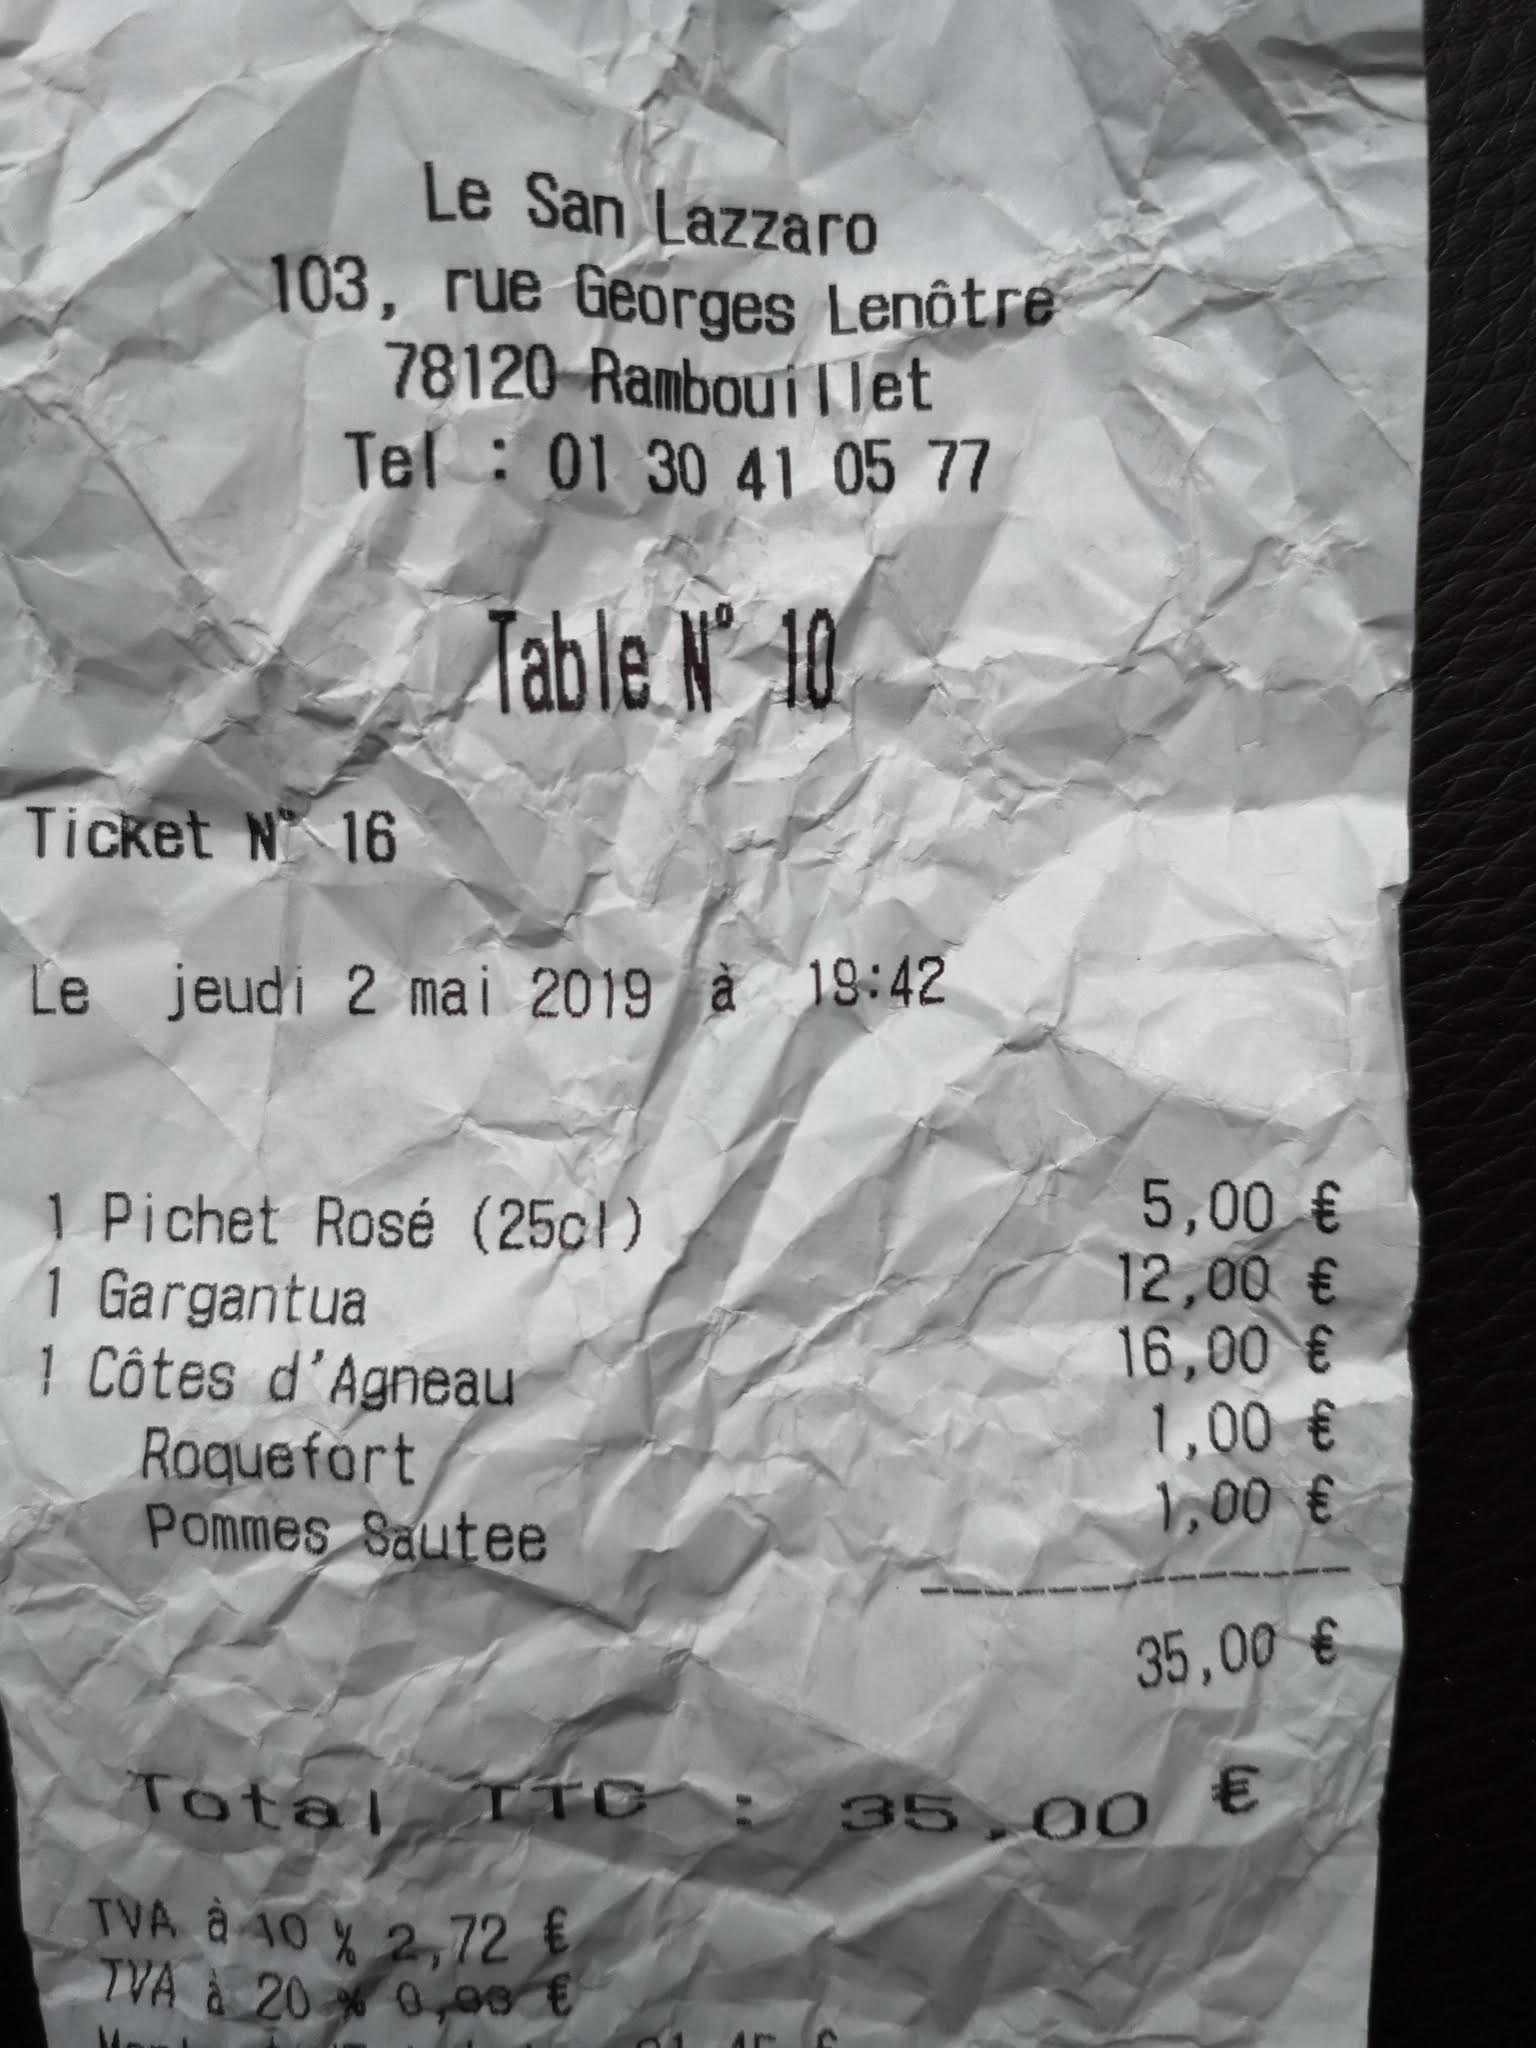 Le San Lazzaro
103, rue Georges Lenôtre
78120 Rambouillet
Tel : 01 30 41 05 77
Table N° 10
Ticket N° 16
Le jeudi 2 mai 2019 à 19:42
1 Pichet Rosé (25cl) 5,00 €
1 Gargantua 12,00 €
1 Côtes d'Agneau 16,00 €
Roquefort 1,00 €
Pommes Sautee 1,00 €
35,00 €
Total TTC : 35,00 €
TVA à 10 % 2,72 €
TVA à 20 % 0,83 €